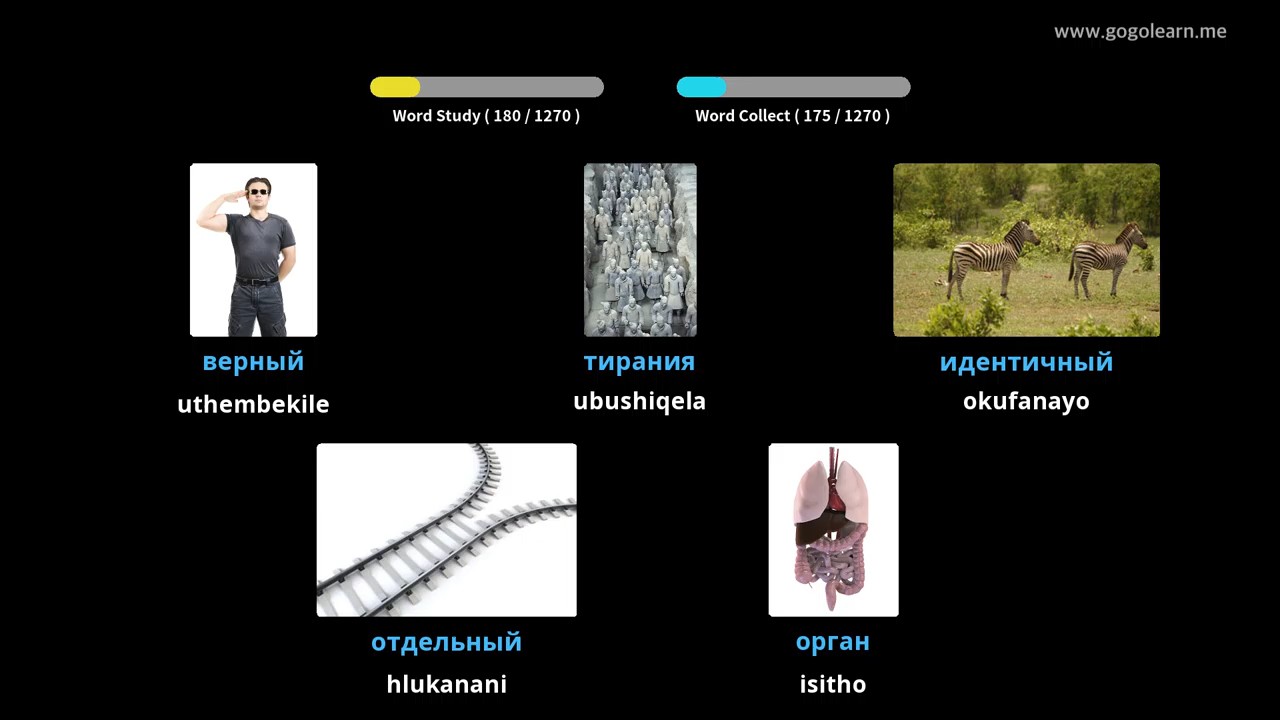 www.gogolearn.me
Word Study ( 180 / 1270 )
Word Collect ( 175 / 1270 )
верный
uthembekile
тирания
ubushiqela
идентичный
okufanayo
отдельный
hlukanani
орган
isitho